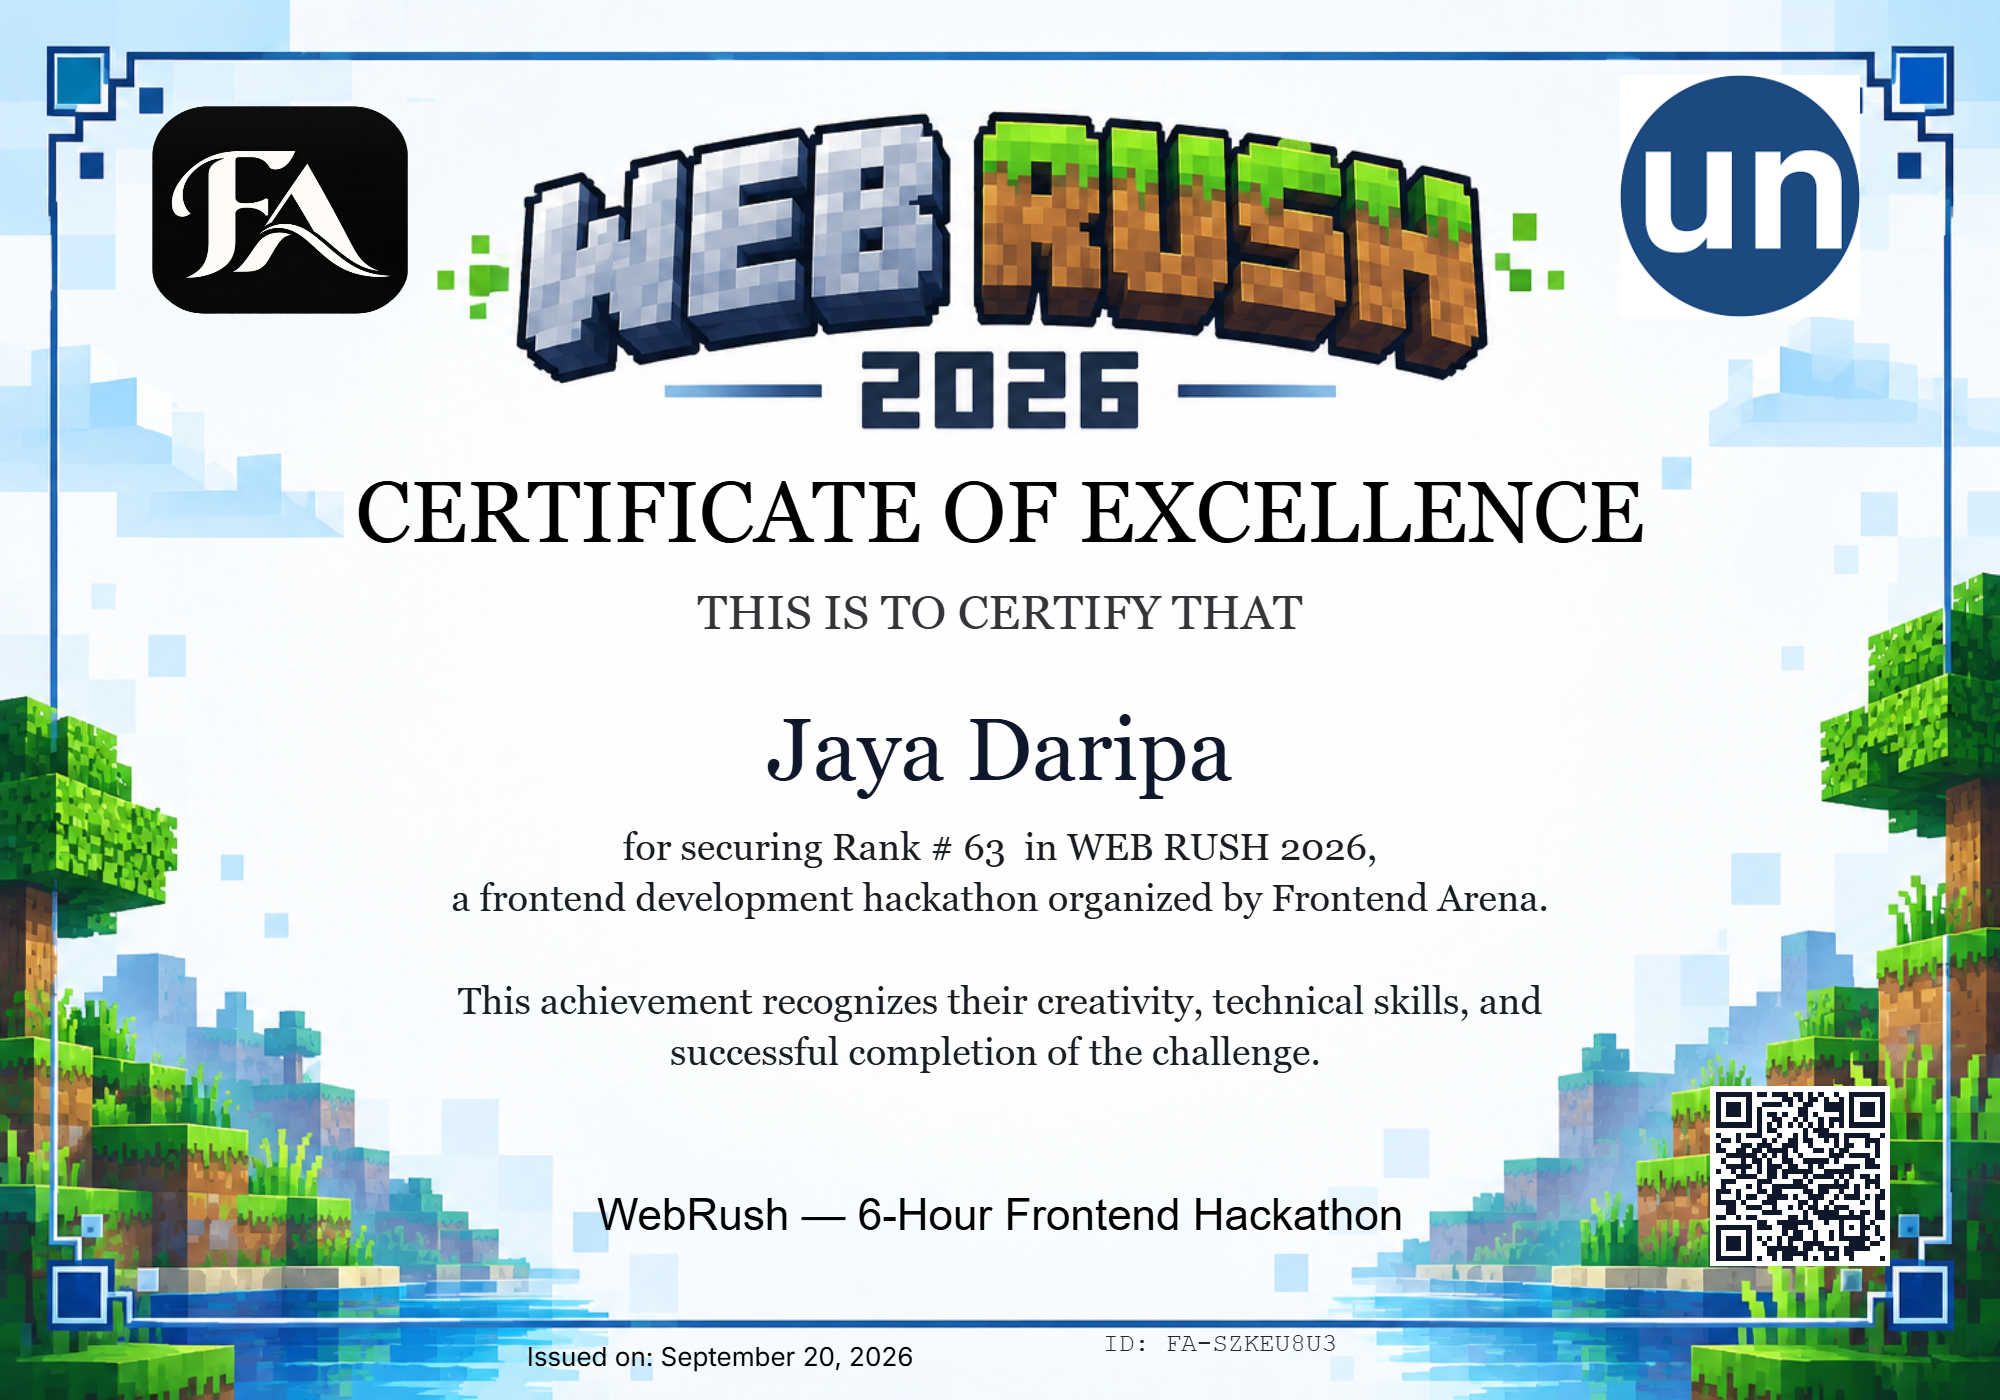 FA
WEB RUSH
un
2026
CERTIFICATE OF EXCELLENCE
THIS IS TO CERTIFY THAT
Jaya Daripa
for securing Rank # 63 in WEB RUSH 2026,
a frontend development hackathon organized by Frontend Arena.
This achievement recognizes their creativity, technical skills, and
successful completion of the challenge.
WebRush — 6-Hour Frontend Hackathon
Issued on: September 20, 2026
ID: FA-SZKEU8U3